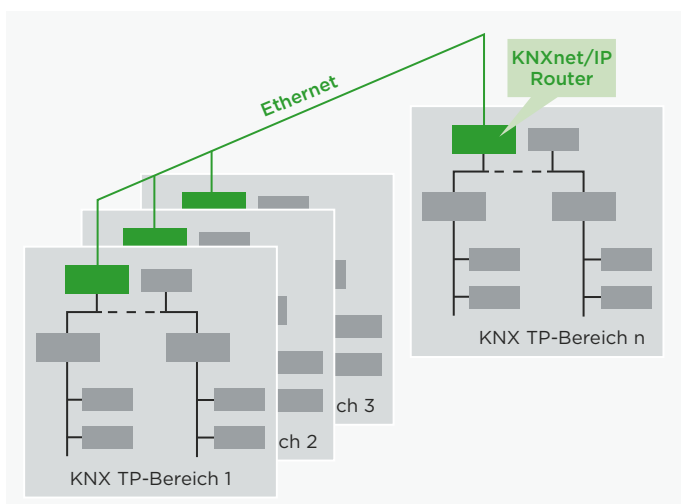 KNXnet/IP
Router
Ethernet
KNX TP-Bereich n
ch 3
ch 2
KNX TP-Bereich 1